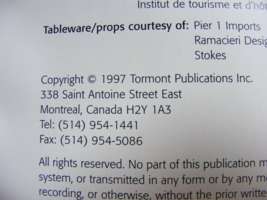 Institut de tourisme et d'hôt
Tableware/props courtesy of: Pier 1 Imports
Ramacieri Desig
Stokes
Copyright © 1997 Tormont Publications Inc.
338 Saint Antoine Street East
Montreal, Canada H2Y 1A3
Tel: (514) 954-1441
Fax: (514) 954-5086
All rights reserved. No part of this publication m
system, or transmitted in any form or by any me
recording, or otherwise, without the prior written